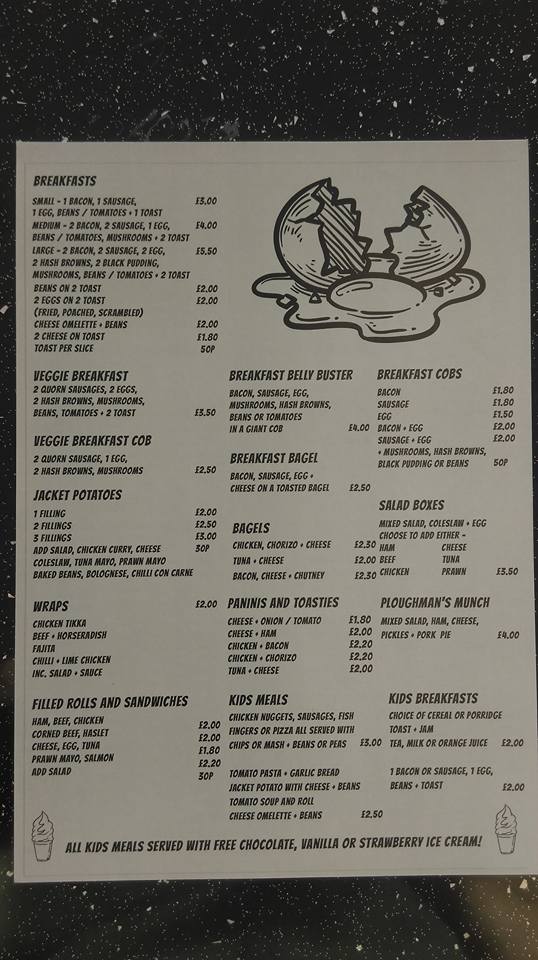 BREAKFASTS
SMALL - 1 BACON, 1 SAUSAGE, £3.00
1 EGG, BEANS / TOMATOES + 1 TOAST
MEDIUM - 2 BACON, 2 SAUSAGE, 1 EGG, £4.00
BEANS / TOMATOES, MUSHROOMS + 2 TOAST
LARGE - 2 BACON, 2 SAUSAGE, 2 EGG, £5.50
2 HASH BROWNS, 2 BLACK PUDDING,
MUSHROOMS, BEANS / TOMATOES + 2 TOAST
BEANS ON 2 TOAST £2.00
2 EGGS ON 2 TOAST £2.00
(FRIED, POACHED, SCRAMBLED)
CHEESE OMELETTE + BEANS £2.00
2 CHEESE ON TOAST £1.80
TOAST PER SLICE 50P
VEGGIE BREAKFAST
2 QUORN SAUSAGES, 2 EGGS,
2 HASH BROWNS, MUSHROOMS,
BEANS, TOMATOES + 2 TOAST £3.50
VEGGIE BREAKFAST COB
2 QUORN SAUSAGE, 1 EGG,
2 HASH BROWNS, MUSHROOMS £2.50
JACKET POTATOES
1 FILLING £2.00
2 FILLINGS £2.50
3 FILLINGS £3.00
ADD SALAD, CHICKEN CURRY, CHEESE 30P
COLESLAW, TUNA MAYO, PRAWN MAYO
BAKED BEANS, BOLOGNESE, CHILLI CON CARNE
BREAKFAST BELLY BUSTER
BACON, SAUSAGE, EGG,
MUSHROOMS, HASH BROWNS,
BEANS OR TOMATOES
IN A GIANT COB £4.00
BREAKFAST BAGEL
BACON, SAUSAGE, EGG +
CHEESE ON A TOASTED BAGEL £2.50
BAGELS
CHICKEN, CHORIZO + CHEESE £2.30
TUNA + CHEESE £2.00
BACON, CHEESE + CHUTNEY £2.30
BREAKFAST COBS
BACON £1.80
SAUSAGE £1.80
EGG £1.50
BACON + EGG £2.00
SAUSAGE + EGG £2.00
+ MUSHROOMS, HASH BROWNS,
BLACK PUDDING OR BEANS 50P
SALAD BOXES
MIXED SALAD, COLESLAW + EGG
CHOOSE TO ADD EITHER -
HAM CHEESE
BEEF TUNA
CHICKEN PRAWN £3.50
WRAPS £2.00
CHICKEN TIKKA
BEEF + HORSERADISH
FAJITA
CHILLI + LIME CHICKEN
INC. SALAD + SAUCE
PANINIS AND TOASTIES
CHEESE + ONION / TOMATO £1.80
CHEESE + HAM £2.00
CHICKEN + BACON £2.20
CHICKEN + CHORIZO £2.20
TUNA + CHEESE £2.00
PLOUGHMAN'S MUNCH
MIXED SALAD, HAM, CHEESE,
PICKLES + PORK PIE £4.00
FILLED ROLLS AND SANDWICHES
HAM, BEEF, CHICKEN £2.00
CORNED BEEF, HASLET £2.00
CHEESE, EGG, TUNA £1.80
PRAWN MAYO, SALMON £2.20
ADD SALAD 30P
KIDS MEALS
CHICKEN NUGGETS, SAUSAGES, FISH
FINGERS OR PIZZA ALL SERVED WITH
CHIPS OR MASH + BEANS OR PEAS £3.00
TOMATO PASTA + GARLIC BREAD
JACKET POTATO WITH CHEESE + BEANS
TOMATO SOUP AND ROLL
CHEESE OMELETTE + BEANS £2.50
KIDS BREAKFASTS
CHOICE OF CEREAL OR PORRIDGE
TOAST + JAM
TEA, MILK OR ORANGE JUICE £2.00
1 BACON OR SAUSAGE, 1 EGG,
BEANS + TOAST £2.00
ALL KIDS MEALS SERVED WITH FREE CHOCOLATE, VANILLA OR STRAWBERRY ICE CREAM!